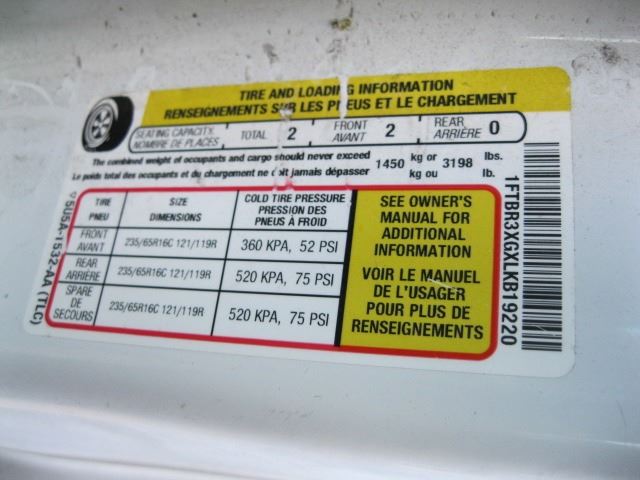 TIRE AND LOADING INFORMATION
RENSEIGNEMENTS SUR LES PNEUS ET LE CHARGEMENT
SEATING CAPACITY
NOMBRE DE PLACES
TOTAL 2
FRONT
AVANT 2
REAR
ARRIÈRE 0
The combined weight of occupants and cargo should never exceed 1450 kg or 3198 lbs.
Le poids total des occupants et du chargement ne doit jamais dépasser kg ou lb.
TIRE
PNEU
SIZE
DIMENSIONS
COLD TIRE PRESSURE
PRESSION DES
PNEUS À FROID
FRONT
AVANT
235/65R16C 121/119R
360 KPA, 52 PSI
REAR
ARRIÈRE
235/65R16C 121/119R
520 KPA, 75 PSI
SPARE
DE
SECOURS
235/65R16C 121/119R
520 KPA, 75 PSI
SEE OWNER'S
MANUAL FOR
ADDITIONAL
INFORMATION
VOIR LE MANUEL
DE L'USAGER
POUR PLUS DE
RENSEIGNEMENTS
5U5A-1532-AA (TLC)
1FTBR3XGXLKB19220